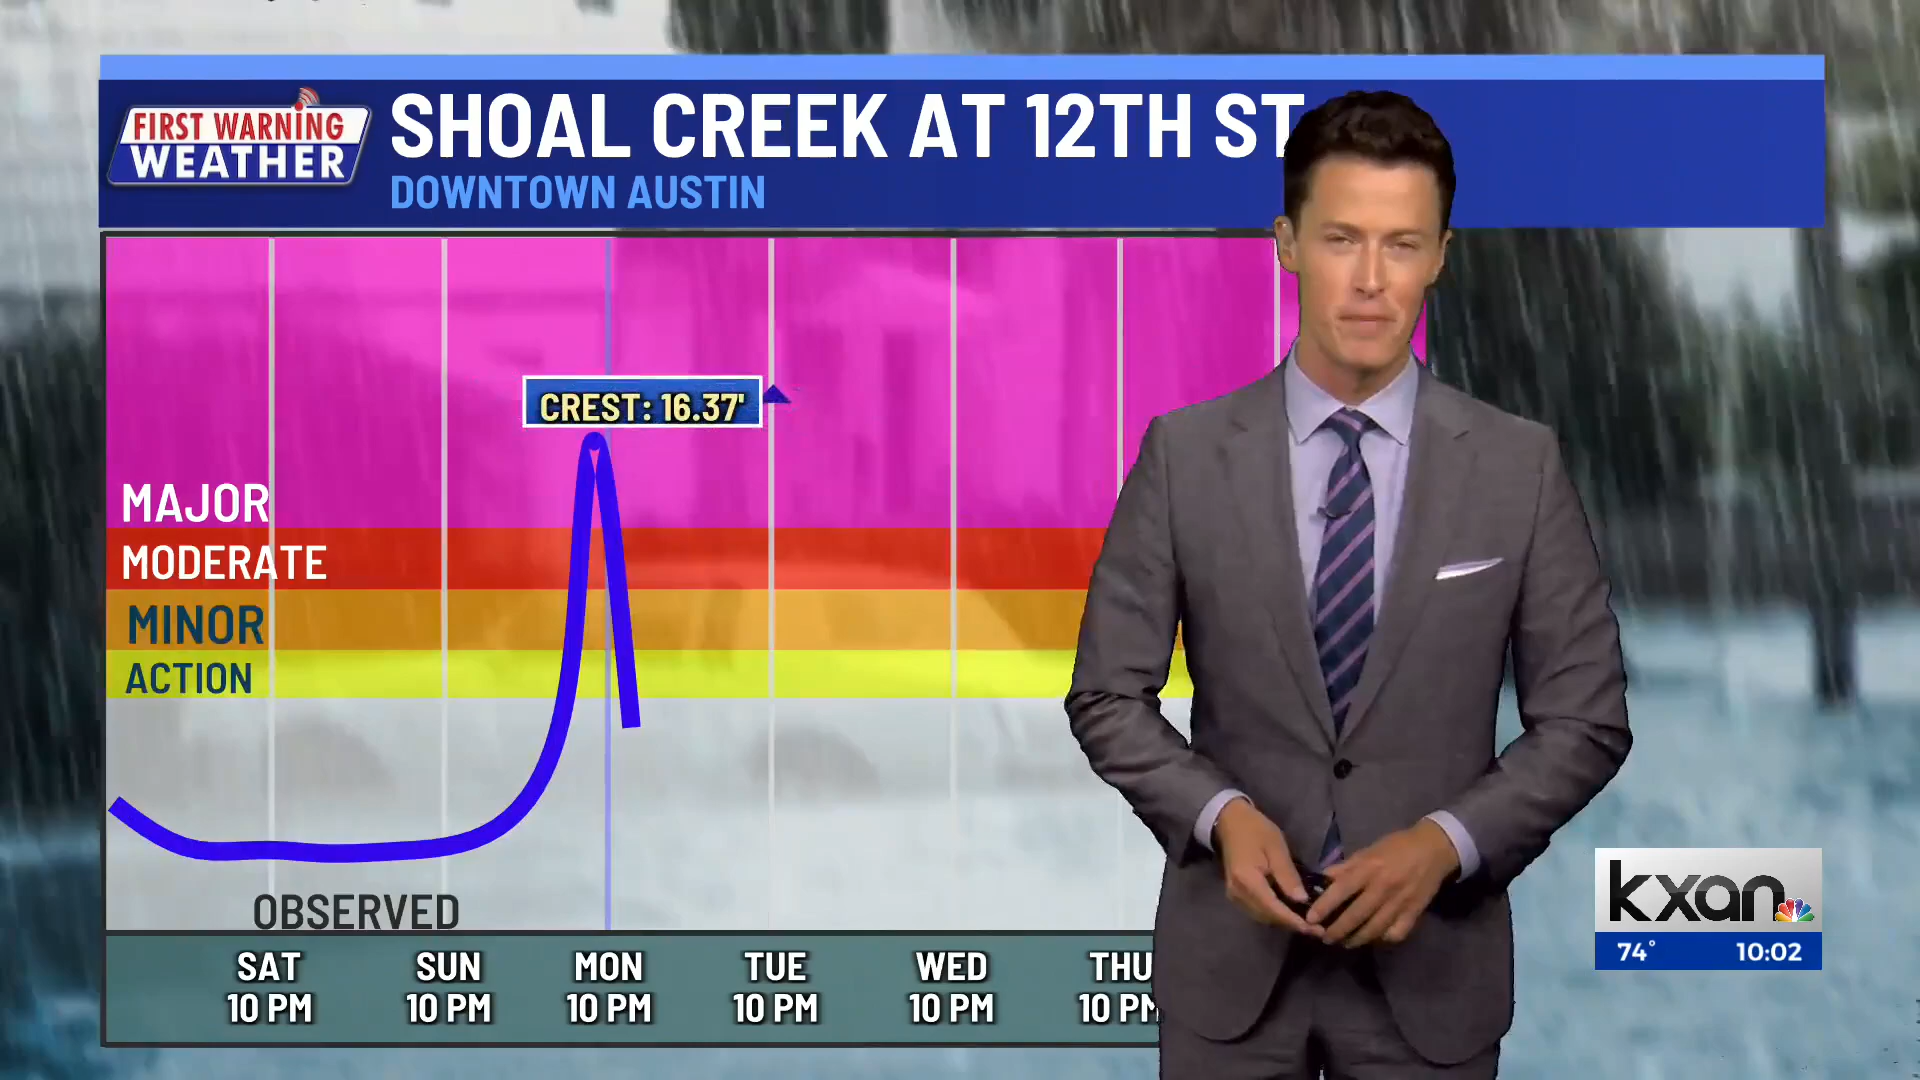 FIRST WARNING
WEATHER
SHOAL CREEK AT 12TH ST
DOWNTOWN AUSTIN
CREST: 16.37'
MAJOR
MODERATE
MINOR
ACTION
OBSERVED
SAT
10 PM
SUN
10 PM
MON
10 PM
TUE
10 PM
WED
10 PM
THU
10 PM
kxan
74°
10:02